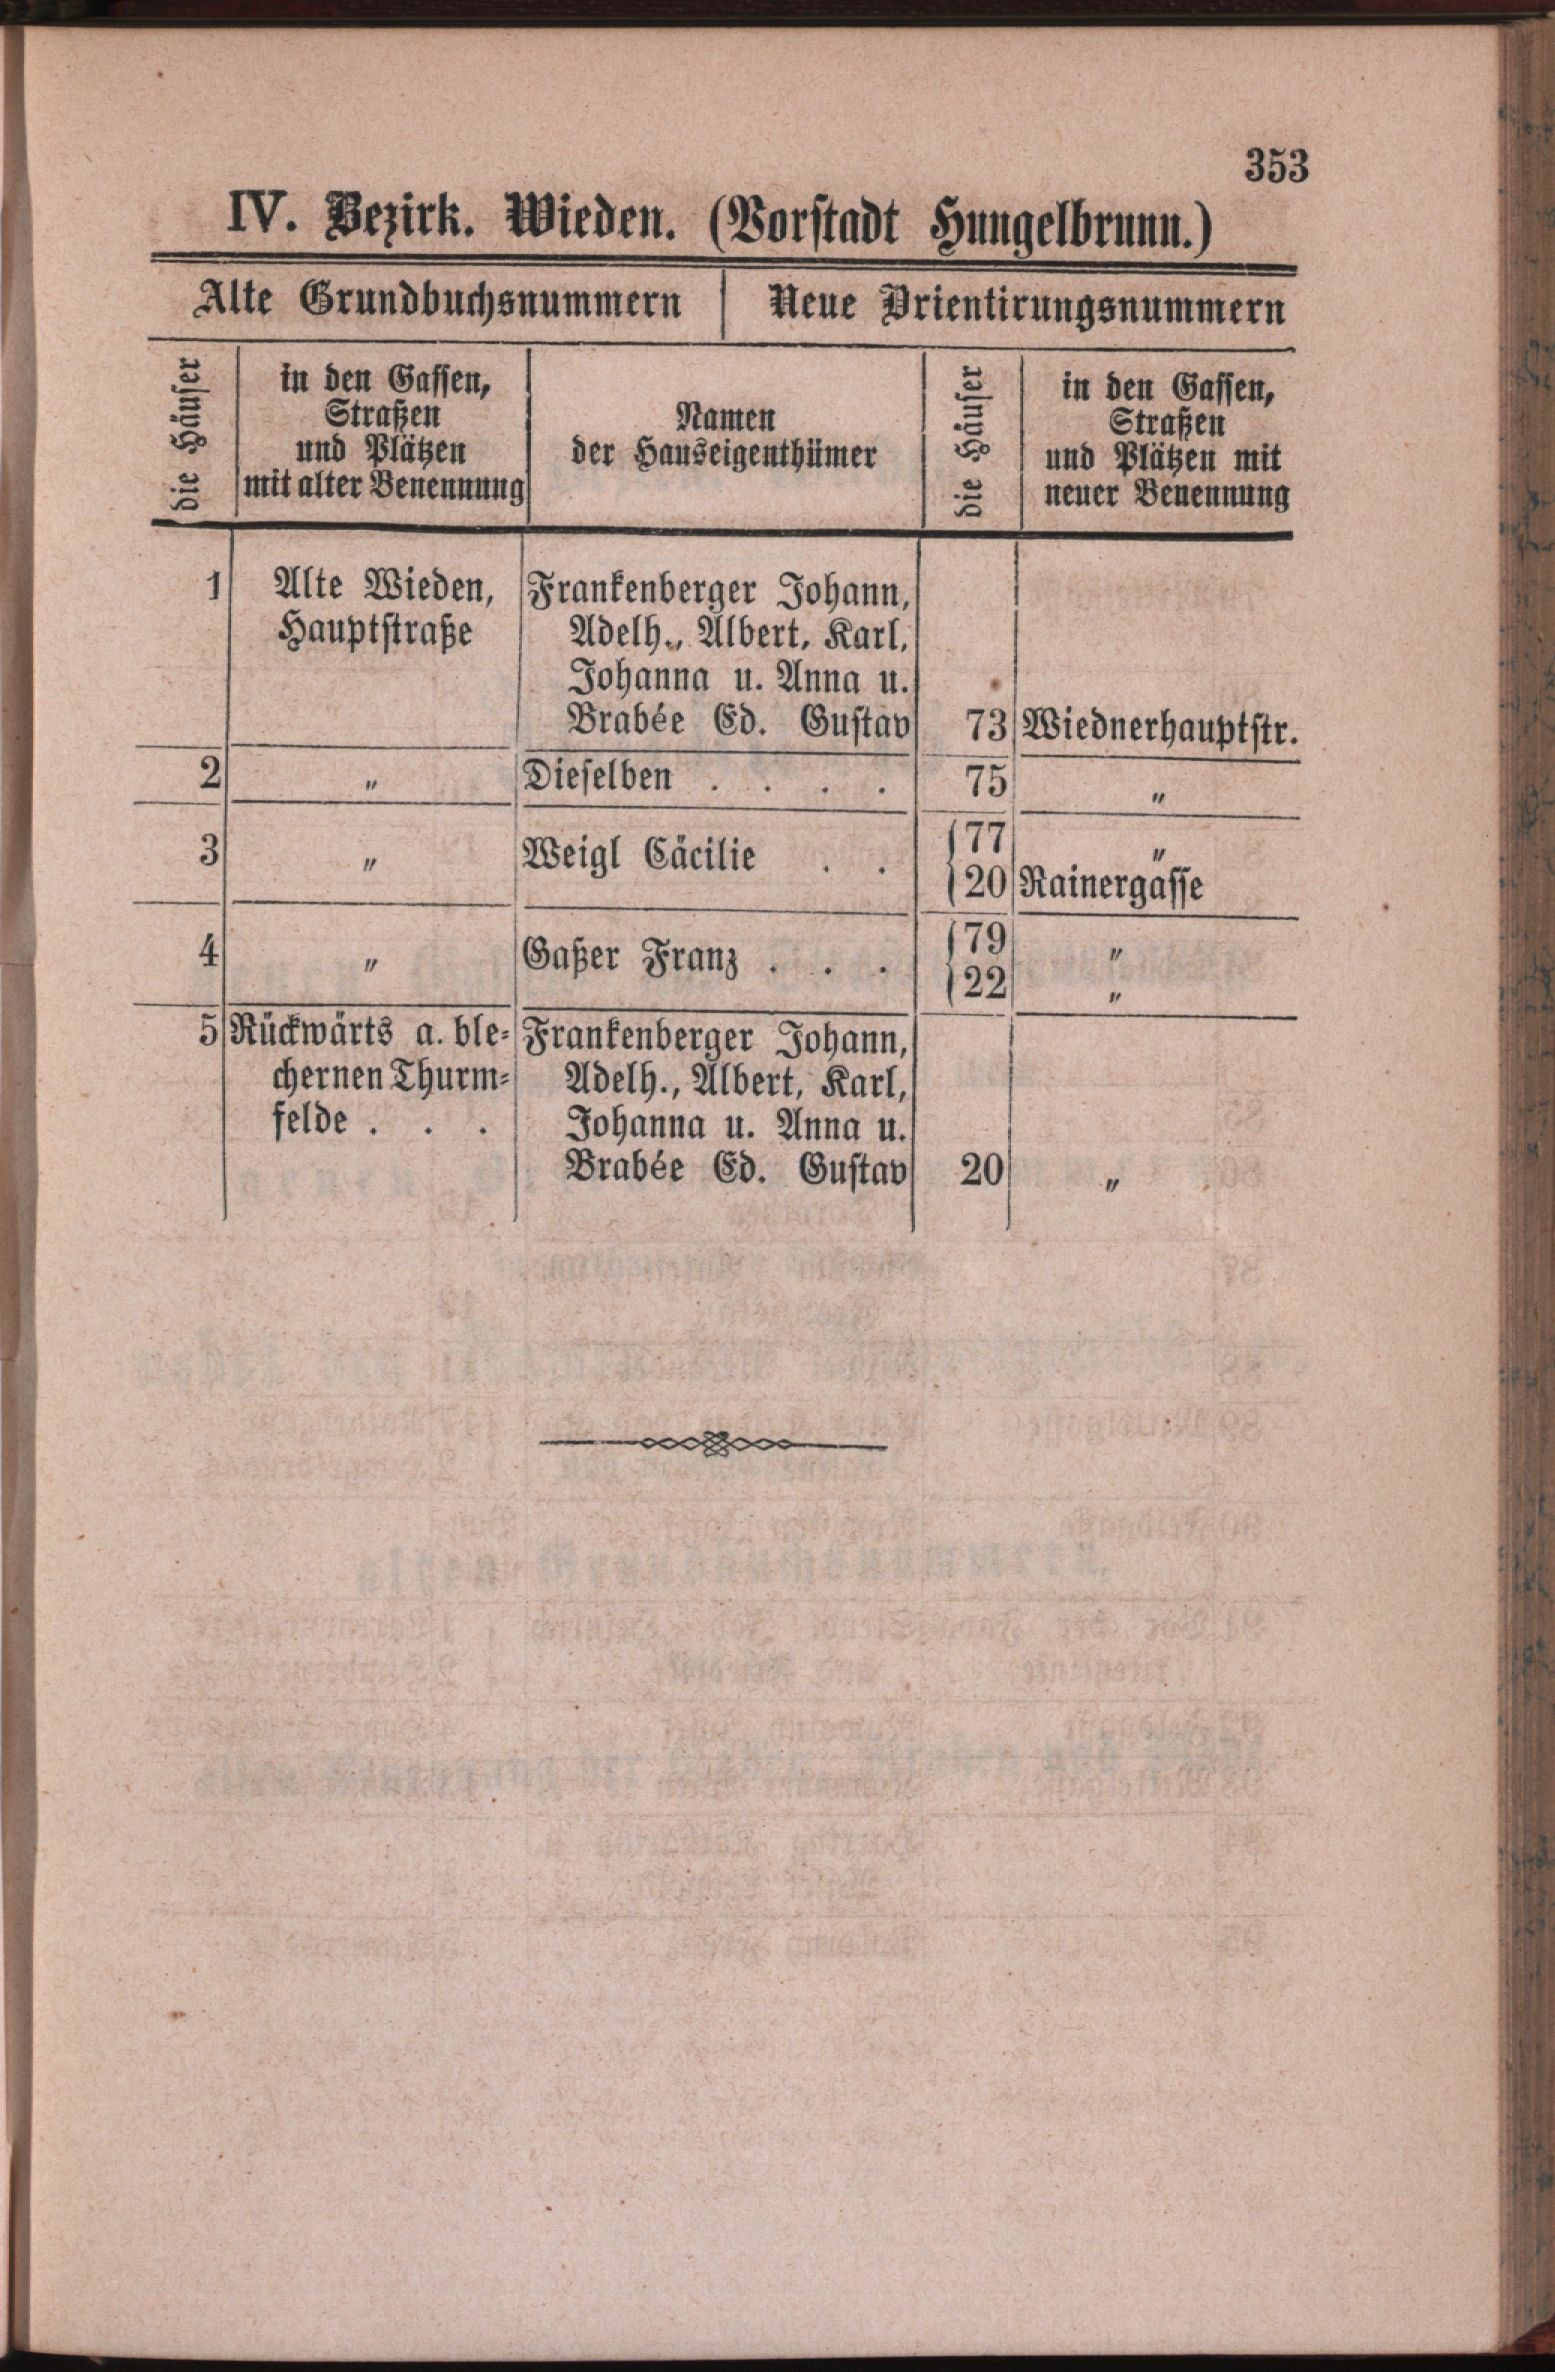 353
IV. Bezirk. Wieden. (Vorstadt Hungelbrunn.)
Alte Grundbuchsnummern | Neue Orientirungsnummern
die Häuser
in den Gassen,
Straßen
und Plätzen
mit alter Benennung
Namen
der Hauseigenthümer
die Häuser
in den Gassen,
Straßen
und Plätzen mit
neuer Benennung
1 Alte Wieden, Frankenberger Johann,
Hauptstraße Adelh., Albert, Karl,
Johanna u. Anna u.
Brabée Ed. Gustav 73 Wiednerhauptstr.
2 „ Dieselben . . . . 75 „
3 „ Weigl Cäcilie . . 77 „
20 Rainergasse
4 „ Gaßer Franz . . . 79 „
22 „
5 Rückwärts a. ble- Frankenberger Johann,
chernen Thurm- Adelh., Albert, Karl,
felde . . . Johanna u. Anna u.
Brabée Ed. Gustav 20 „